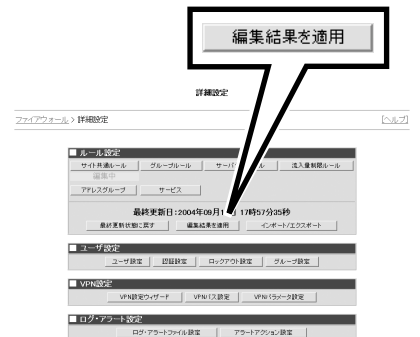 編集結果を適用
詳細設定
ファイアウォール > 詳細設定 [ヘルプ]
■ ルール設定
サイト共通ルール グループルール サーバ 流入量制限ルール
編集中
アドレスグループ サービス
最終更新日:2004年09月1 日 17時57分35秒
最終更新状態に戻す 編集結果を適用 インポート/エクスポート
■ ユーザ設定
ユーザ設定 認証設定 ロックアウト設定 グループ設定
■ VPN設定
VPN設定ウィザード VPNパス設定 VPNパラメータ設定
■ ログ・アラート設定
ログ・アラートファイル設定 アラートアクション設定